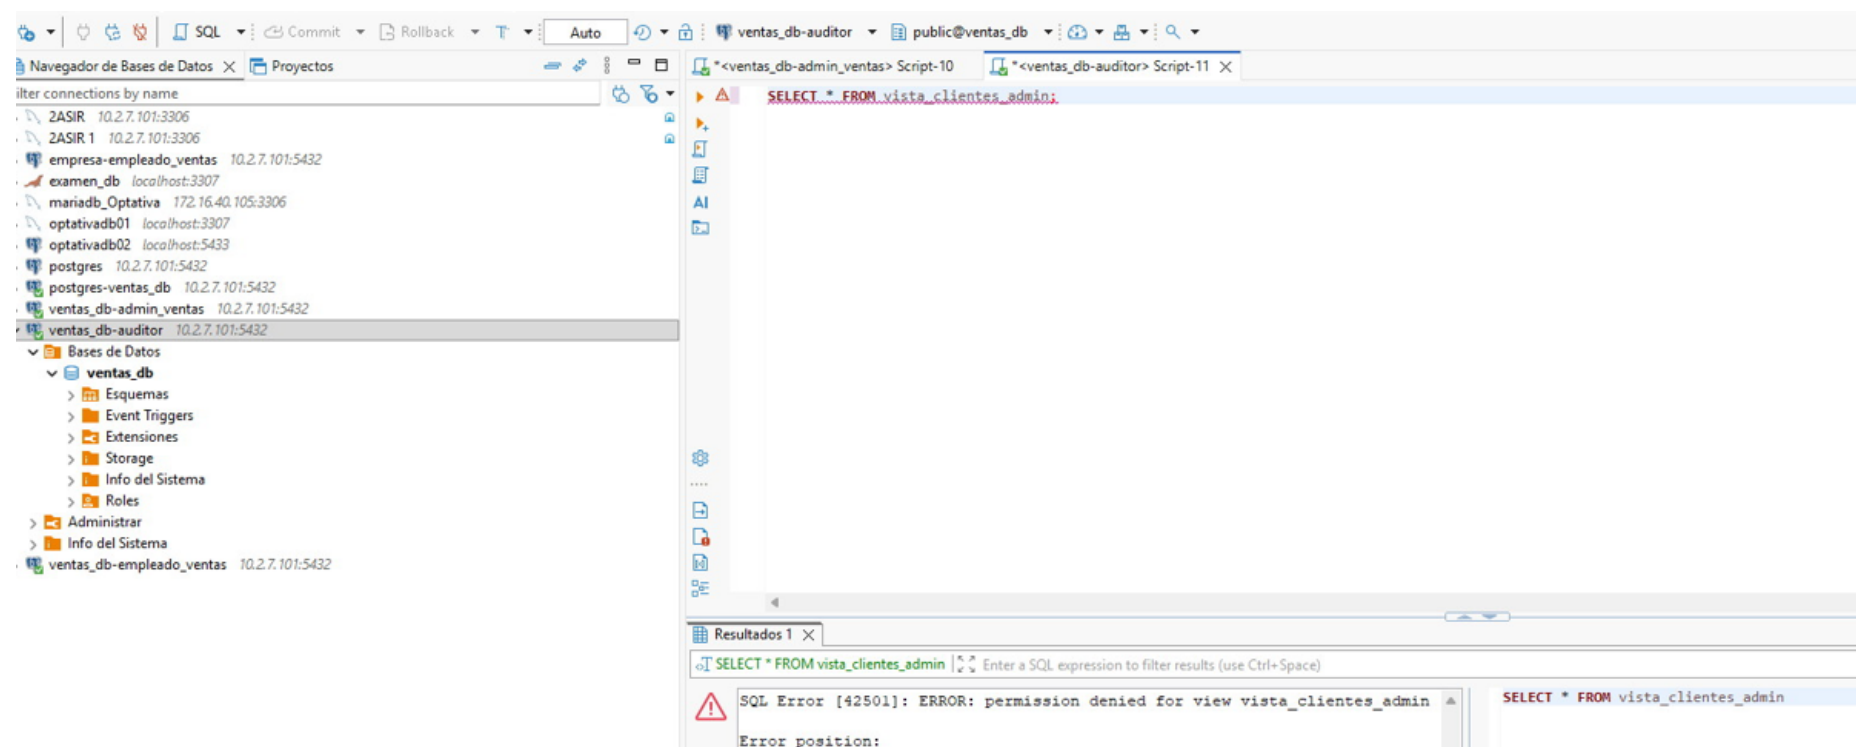 SQL Commit Rollback Auto ventas_db-auditor public@ventas_db
Navegador de Bases de Datos Proyectos
ilter connections by name
2ASIR 10.2.7.101:3306
2ASIR 1 10.2.7.101:3306
empresa-empleado_ventas 10.2.7.101:5432
examen_db localhost:3307
mariadb_Optativa 172.16.40.105:3306
optativadb01 localhost:3307
optativadb02 localhost:5433
postgres 10.2.7.101:5432
postgres-ventas_db 10.2.7.101:5432
ventas_db-admin_ventas 10.2.7.101:5432
ventas_db-auditor 10.2.7.101:5432
Bases de Datos
ventas_db
Esquemas
Event Triggers
Extensiones
Storage
Info del Sistema
Roles
Administrar
Info del Sistema
ventas_db-empleado_ventas 10.2.7.101:5432
*<ventas_db-admin_ventas> Script-10 *<ventas_db-auditor> Script-11
SELECT * FROM vista_clientes_admin;
AI
Resultados 1
SELECT * FROM vista_clientes_admin Enter a SQL expression to filter results (use Ctrl+Space)
SQL Error [42501]: ERROR: permission denied for view vista_clientes_admin
Error position:
SELECT * FROM vista_clientes_admin